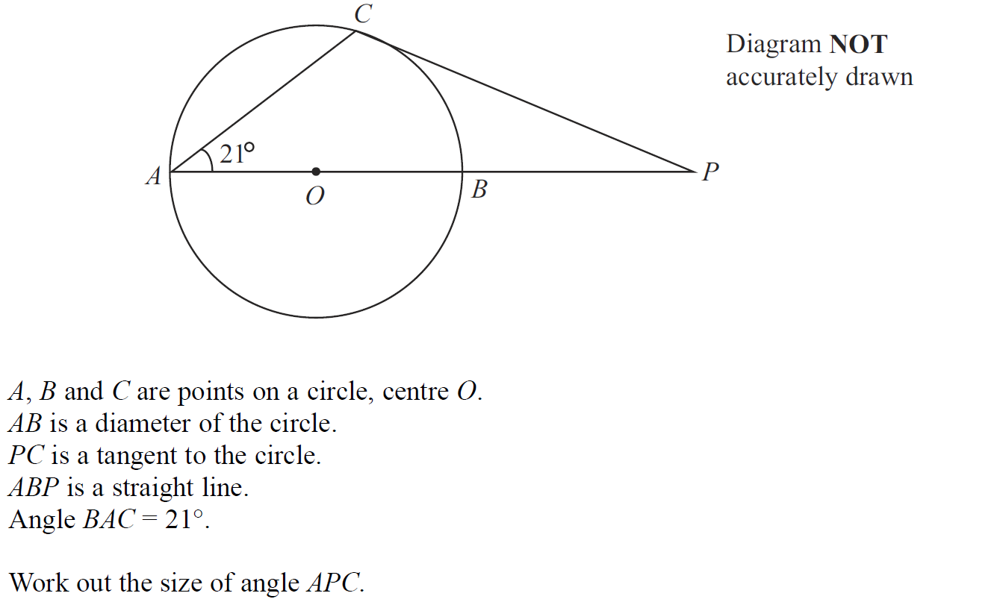 C
Diagram NOT
accurately drawn
21°
A
O
B
P
A, B and C are points on a circle, centre O.
AB is a diameter of the circle.
PC is a tangent to the circle.
ABP is a straight line.
Angle BAC = 21°.
Work out the size of angle APC.